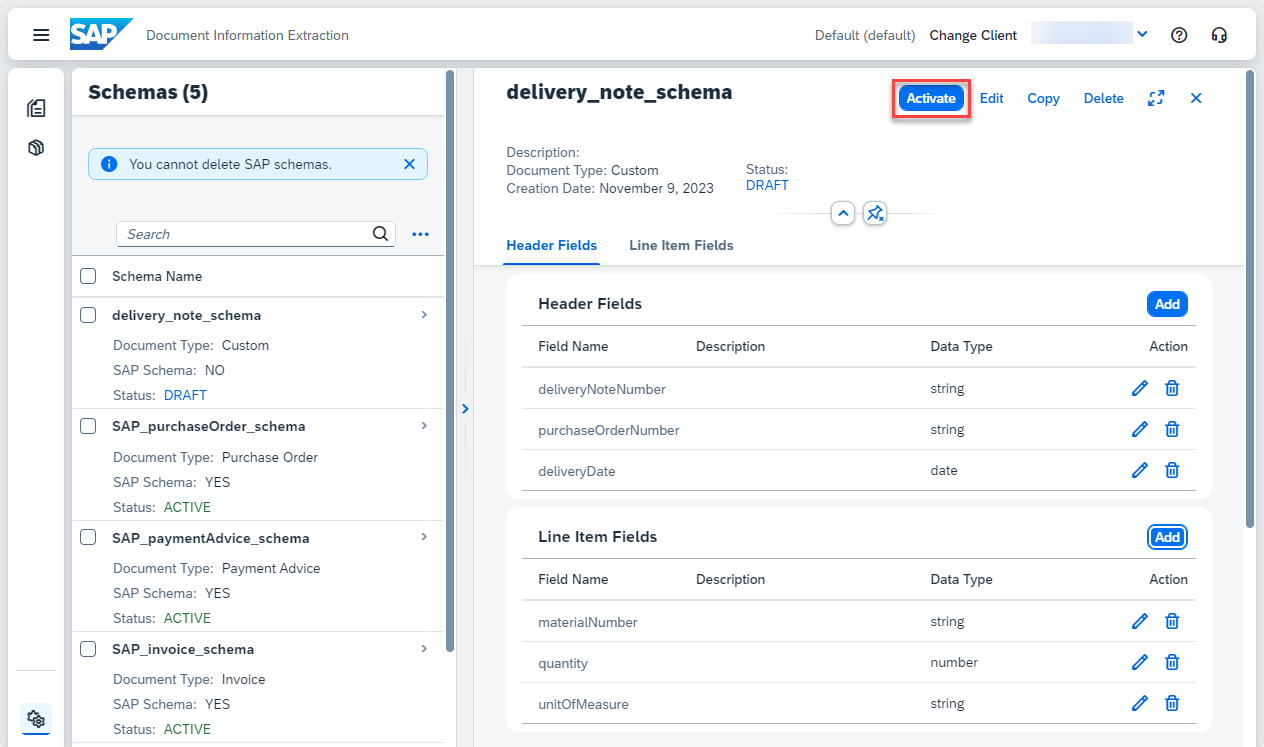 SAP Document Information Extraction Default (default) Change Client
Schemas (5)
You cannot delete SAP schemas.
Search
Schema Name
delivery_note_schema
Document Type: Custom
SAP Schema: NO
Status: DRAFT
SAP_purchaseOrder_schema
Document Type: Purchase Order
SAP Schema: YES
Status: ACTIVE
SAP_paymentAdvice_schema
Document Type: Payment Advice
SAP Schema: YES
Status: ACTIVE
SAP_invoice_schema
Document Type: Invoice
SAP Schema: YES
Status: ACTIVE
delivery_note_schema Activate Edit Copy Delete
Description:
Document Type: Custom
Creation Date: November 9, 2023
Status:
DRAFT
Header Fields Line Item Fields
Header Fields Add
Field Name Description Data Type Action
deliveryNoteNumber string
purchaseOrderNumber string
deliveryDate date
Line Item Fields Add
Field Name Description Data Type Action
materialNumber string
quantity number
unitOfMeasure string